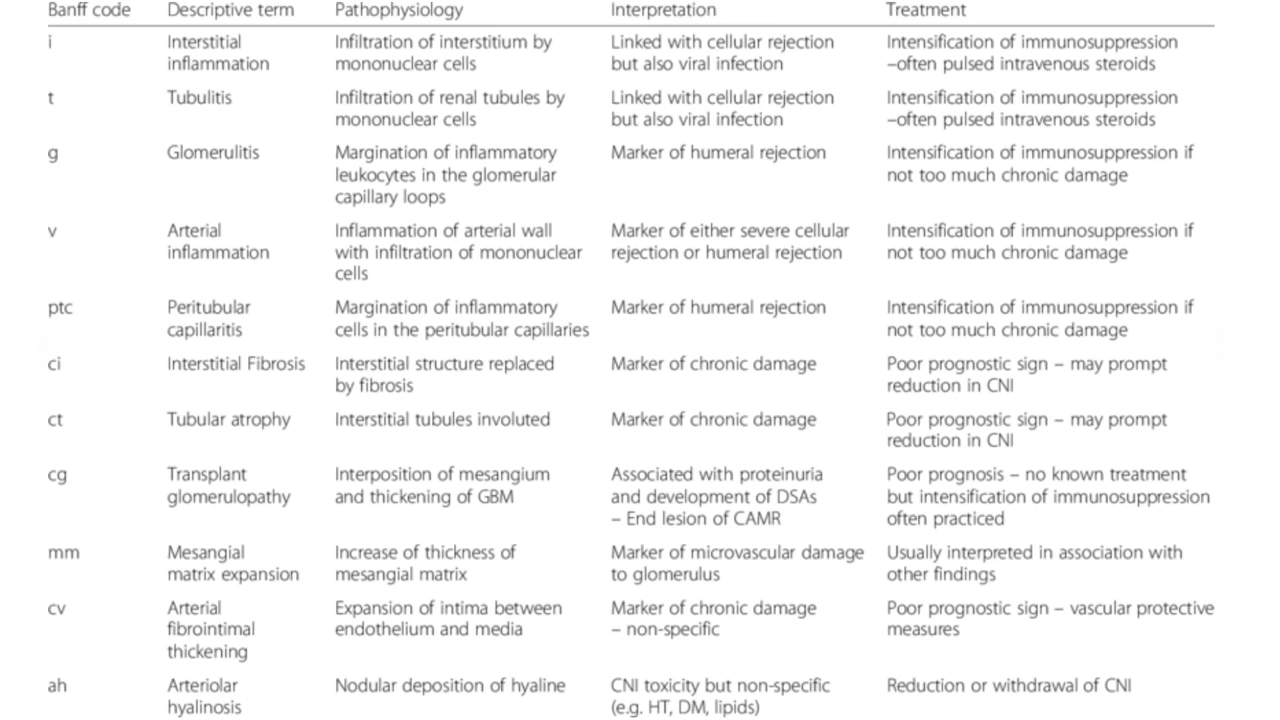 Banff code Descriptive term Pathophysiology Interpretation Treatment
i Interstitial Infiltration of interstitium by Linked with cellular rejection Intensification of immunosuppression
inflammation mononuclear cells but also viral infection –often pulsed intravenous steroids
t Tubulitis Infiltration of renal tubules by Linked with cellular rejection Intensification of immunosuppression
mononuclear cells but also viral infection –often pulsed intravenous steroids
g Glomerulitis Margination of inflammatory Marker of humeral rejection Intensification of immunosuppression if
leukocytes in the glomerular not too much chronic damage
capillary loops
v Arterial Inflammation of arterial wall Marker of either severe cellular Intensification of immunosuppression if
inflammation with infiltration of mononuclear rejection or humeral rejection not too much chronic damage
cells
ptc Peritubular Margination of inflammatory Marker of humeral rejection Intensification of immunosuppression if
capillaritis cells in the peritubular capillaries not too much chronic damage
ci Interstitial Fibrosis Interstitial structure replaced Marker of chronic damage Poor prognostic sign – may prompt
by fibrosis reduction in CNI
ct Tubular atrophy Interstitial tubules involuted Marker of chronic damage Poor prognostic sign – may prompt
reduction in CNI
cg Transplant Interposition of mesangium Associated with proteinuria Poor prognosis – no known treatment
glomerulopathy and thickening of GBM and development of DSAs but intensification of immunosuppression
– End lesion of CAMR often practiced
mm Mesangial Increase of thickness of Marker of microvascular damage Usually interpreted in association with
matrix expansion mesangial matrix to glomerulus other findings
cv Arterial Expansion of intima between Marker of chronic damage Poor prognostic sign – vascular protective
fibrointimal endothelium and media – non-specific measures
thickening
ah Arteriolar Nodular deposition of hyaline CNI toxicity but non-specific Reduction or withdrawal of CNI
hyalinosis (e.g. HT, DM, lipids)